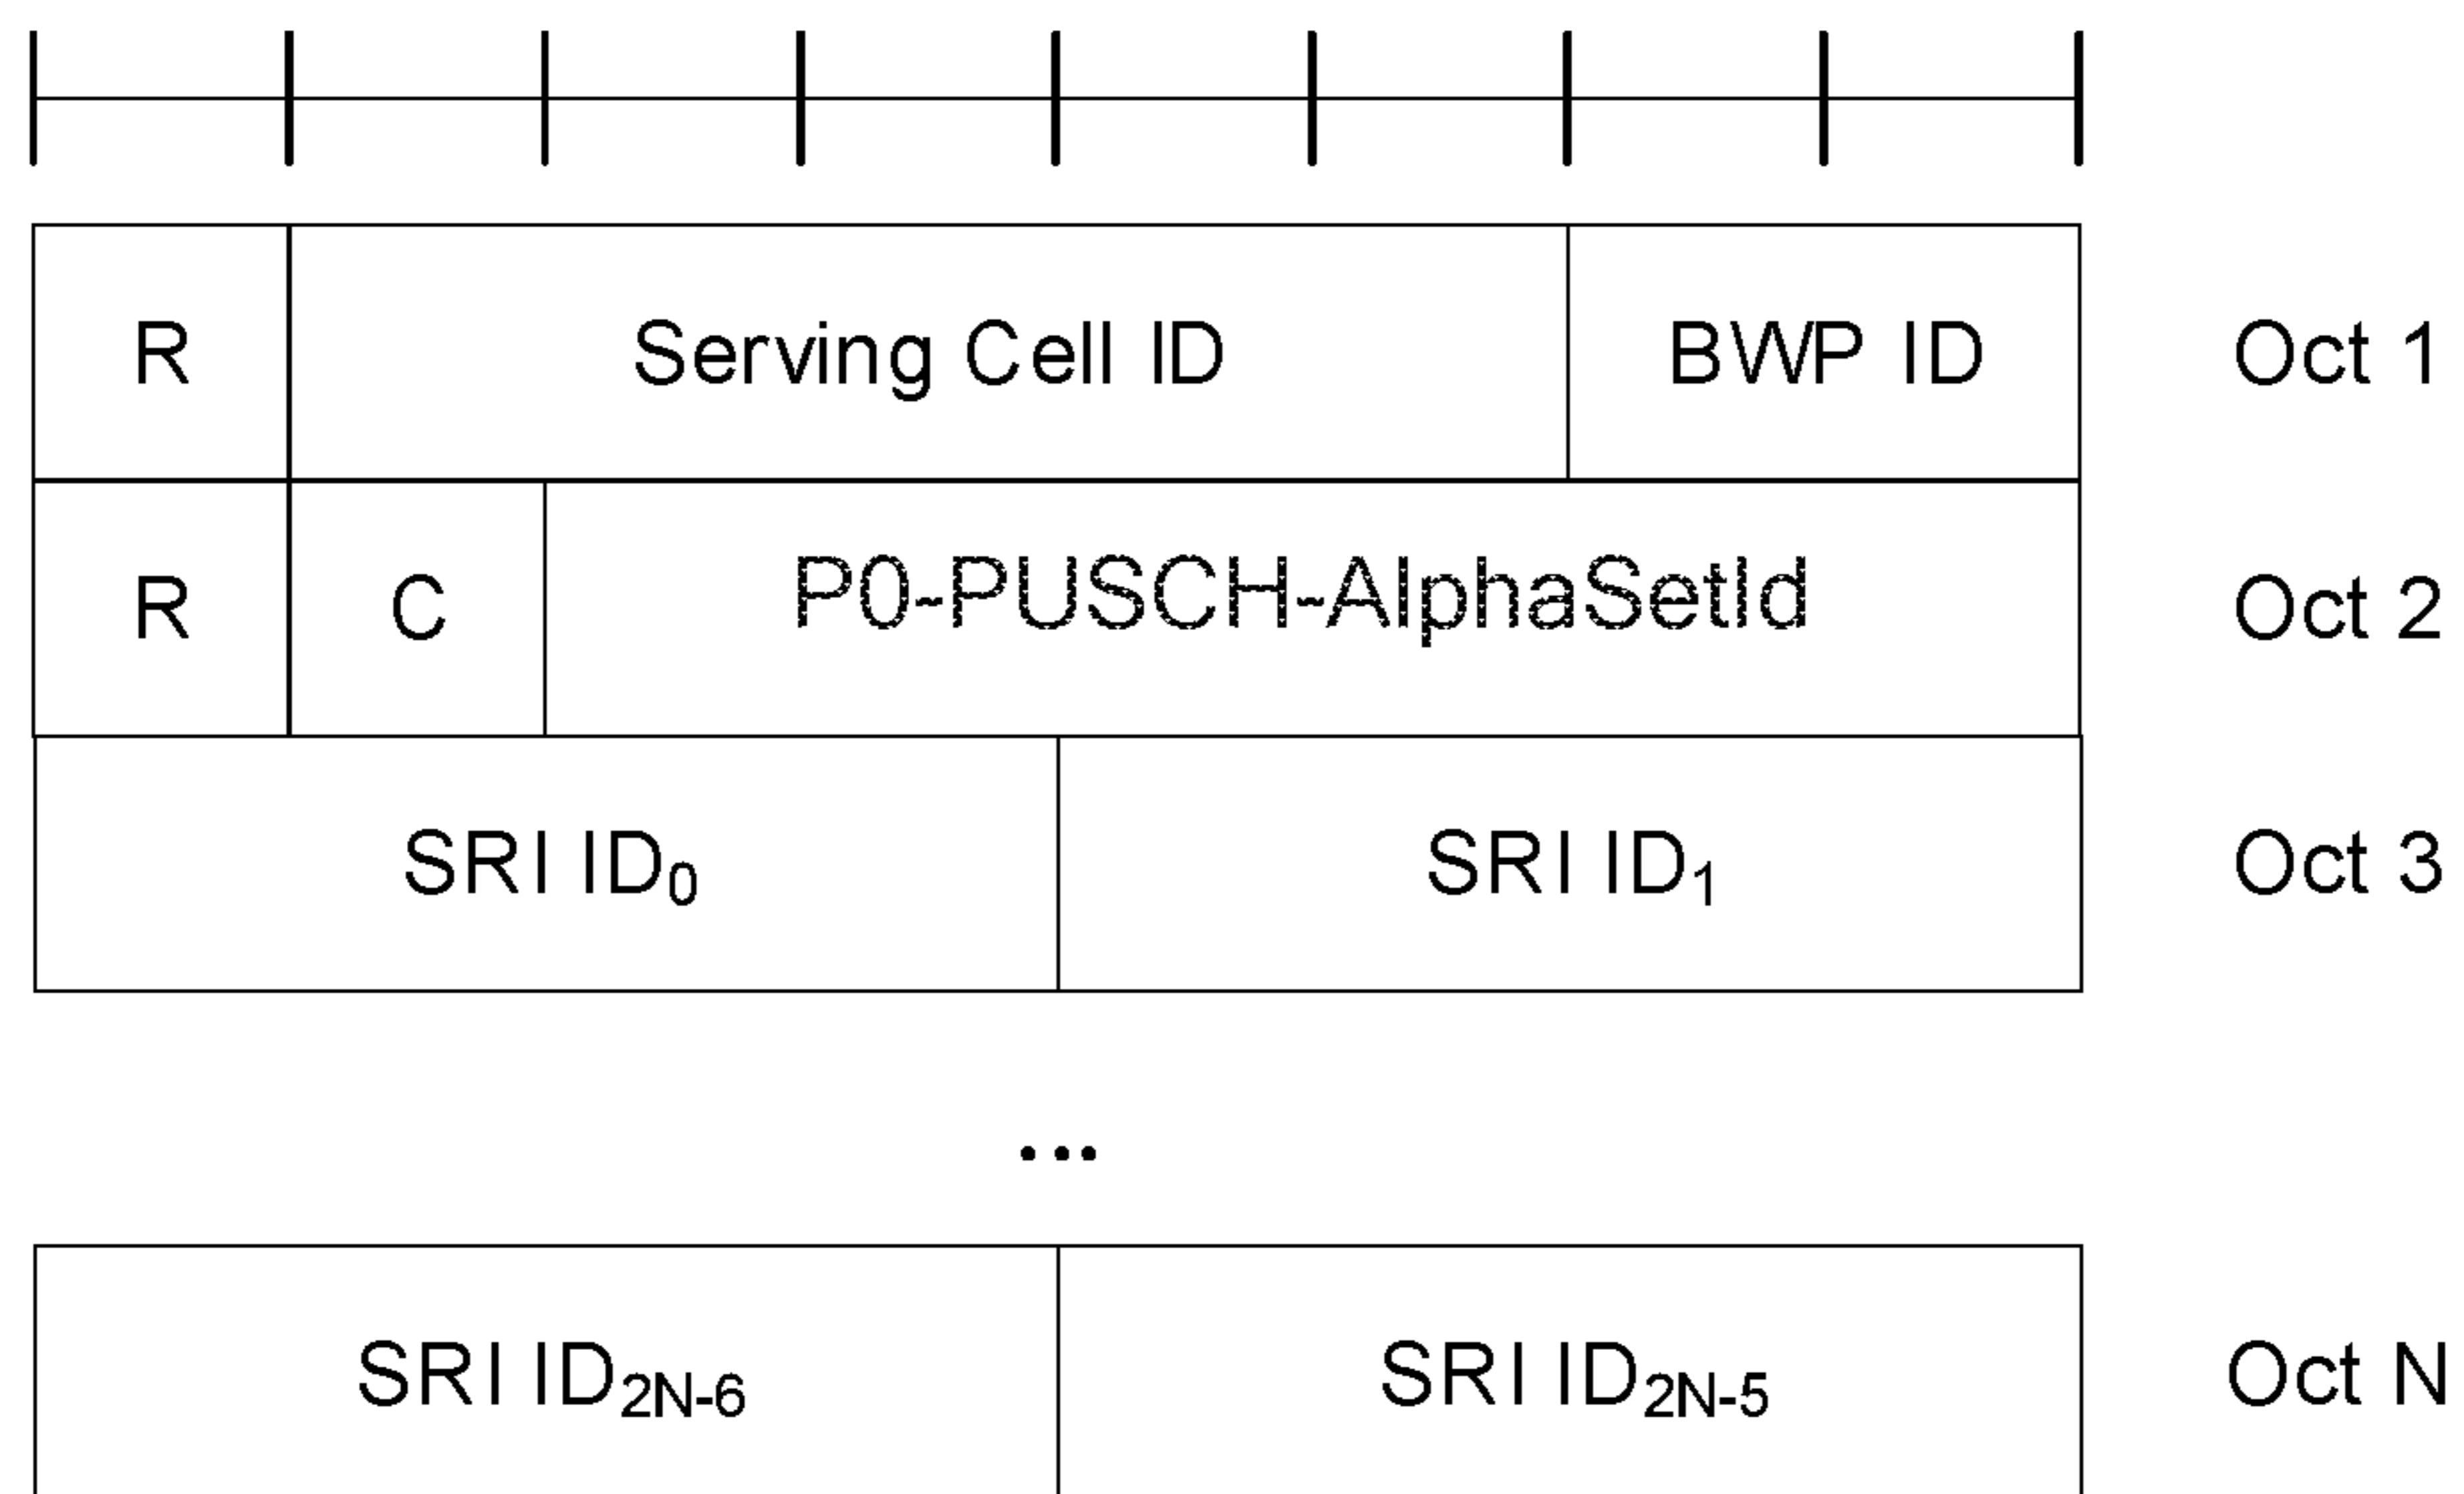 R Serving Cell ID BWP ID Oct 1
R C P0-PUSCH-AlphaSetId Oct 2
SRI ID0 SRI ID1 Oct 3
...
SRI ID2N-6 SRI ID2N-5 Oct N